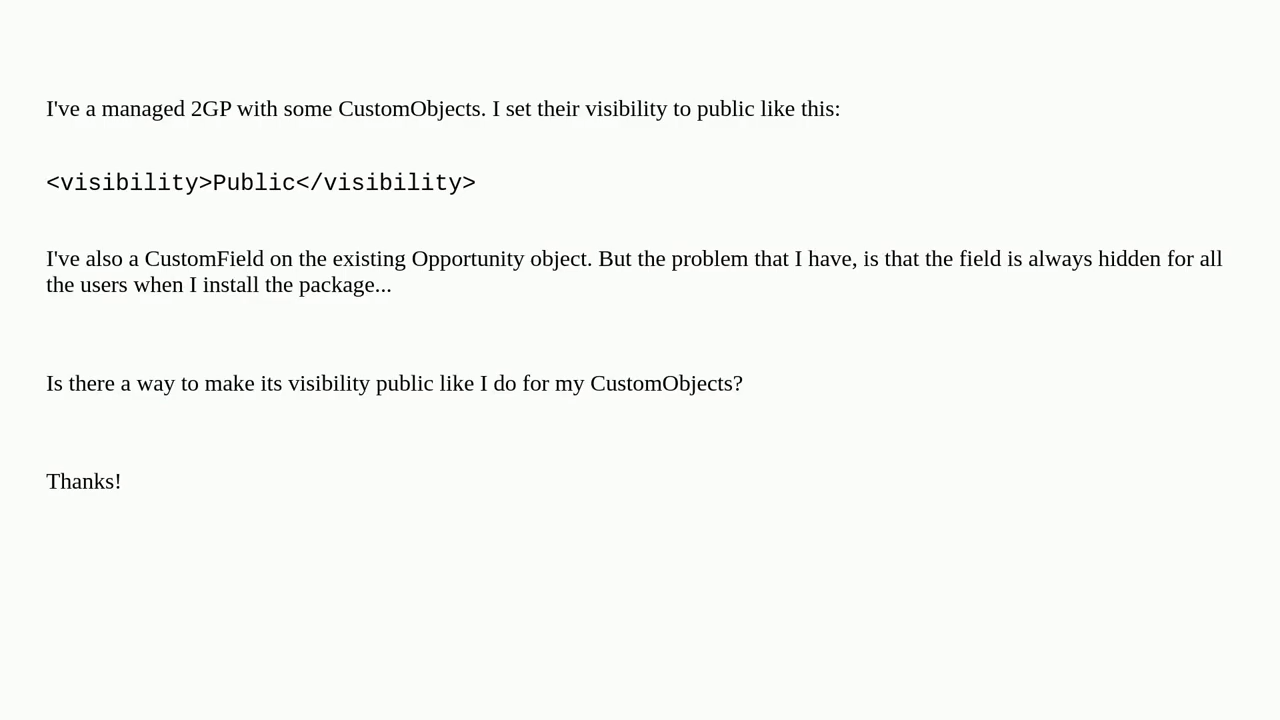 I've a managed 2GP with some CustomObjects. I set their visibility to public like this:
<visibility>Public</visibility>
I've also a CustomField on the existing Opportunity object. But the problem that I have, is that the field is always hidden for all
the users when I install the package...
Is there a way to make its visibility public like I do for my CustomObjects?
Thanks!